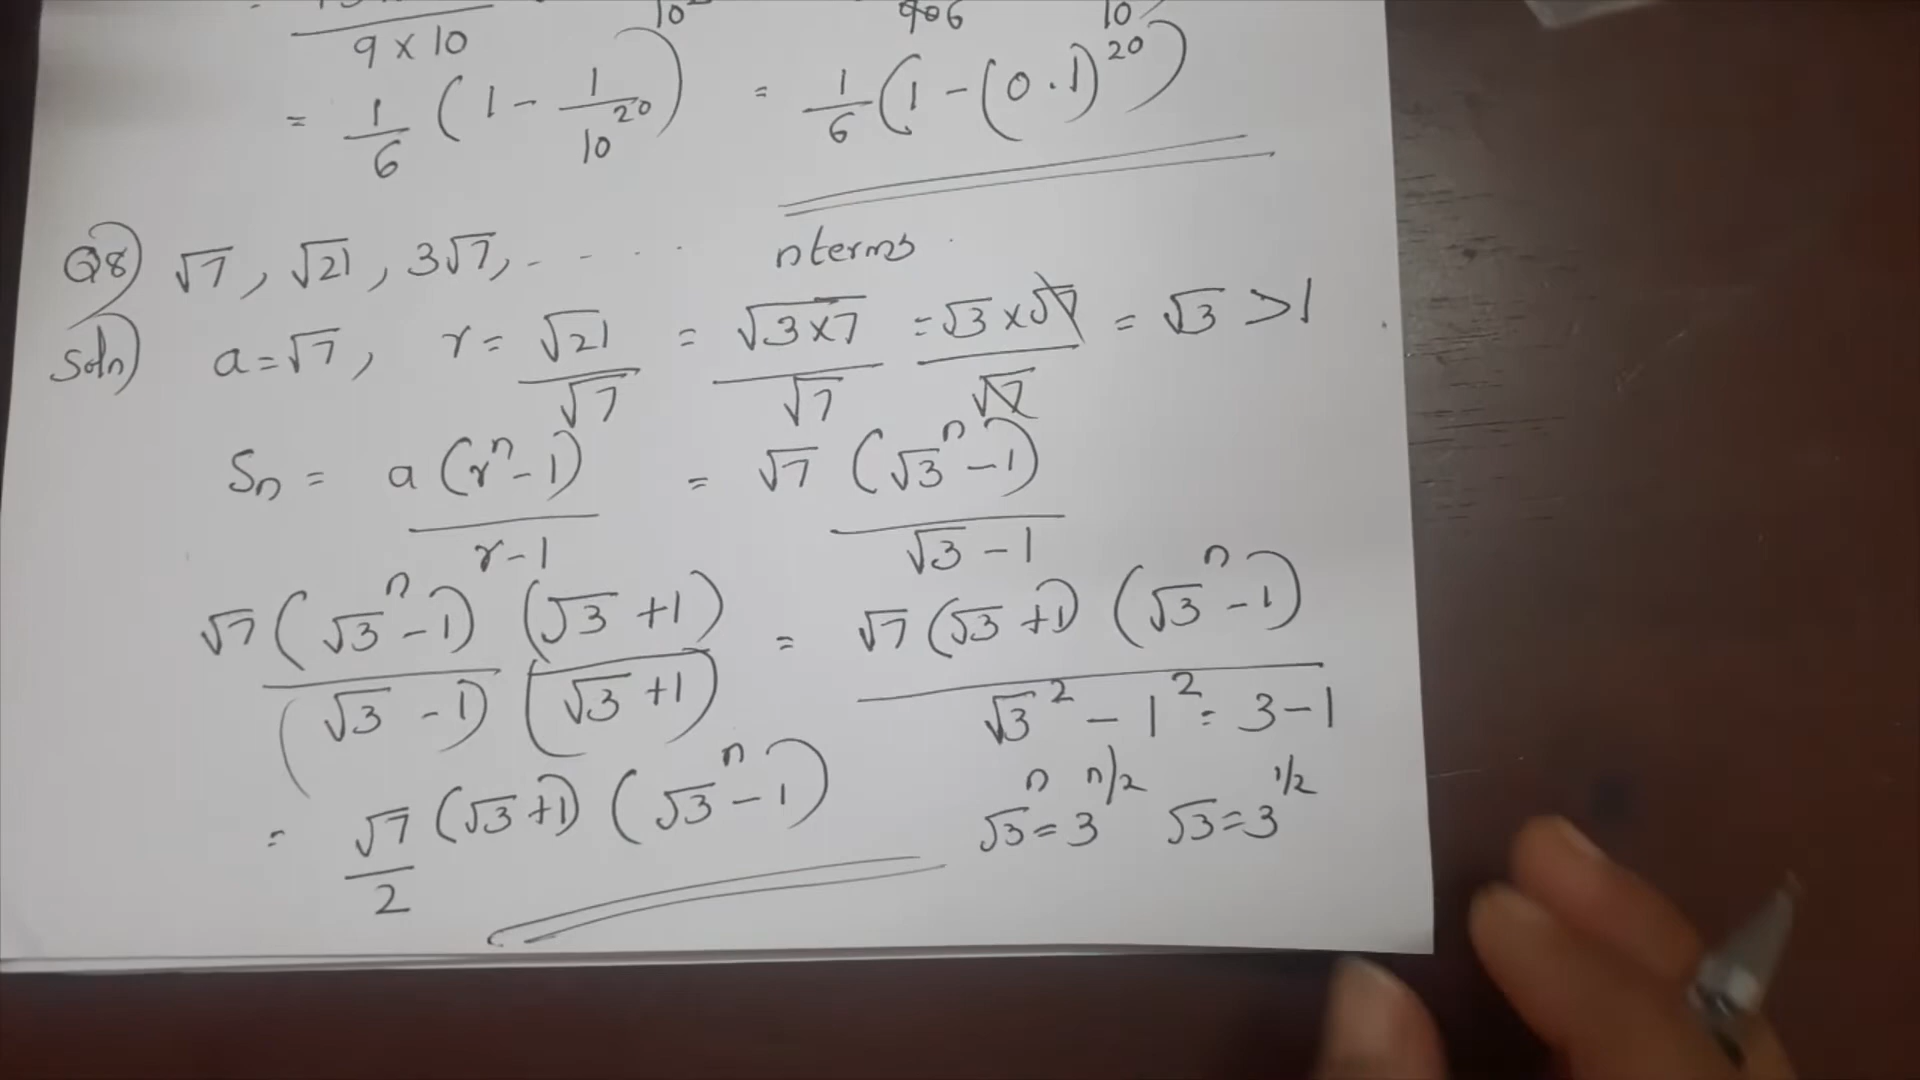 9 x 10
= 1/6 (1 - 1/10^20) = 1/6 (1 - (0.1)^20)
Q8) √7, √21, 3√7, - - - - n terms
Soln) a = √7, r = √21/√7 = √(3x7)/√7 = √3 x √7/√7 = √3 > 1
Sn = a(r^n - 1)/(r - 1) = √7 (√3^n - 1)/(√3 - 1)
√7 (√3^n - 1) (√3 + 1)/((√3 - 1) (√3 + 1)) = √7 (√3 + 1) (√3^n - 1)/(√3^2 - 1^2 = 3 - 1)
= √7/2 (√3 + 1) (√3^n - 1) √3^n = 3^n/2 √3 = 3^1/2